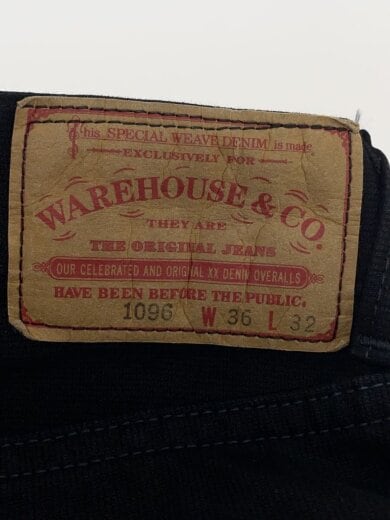 This SPECIAL WEAVE DENIM is made
EXCLUSIVELY FOR
WAREHOUSE & CO.
THEY ARE
THE ORIGINAL JEANS
OUR CELEBRATED AND ORIGINAL XX DENIM OVERALLS
HAVE BEEN BEFORE THE PUBLIC.
1096 W 36 L 32